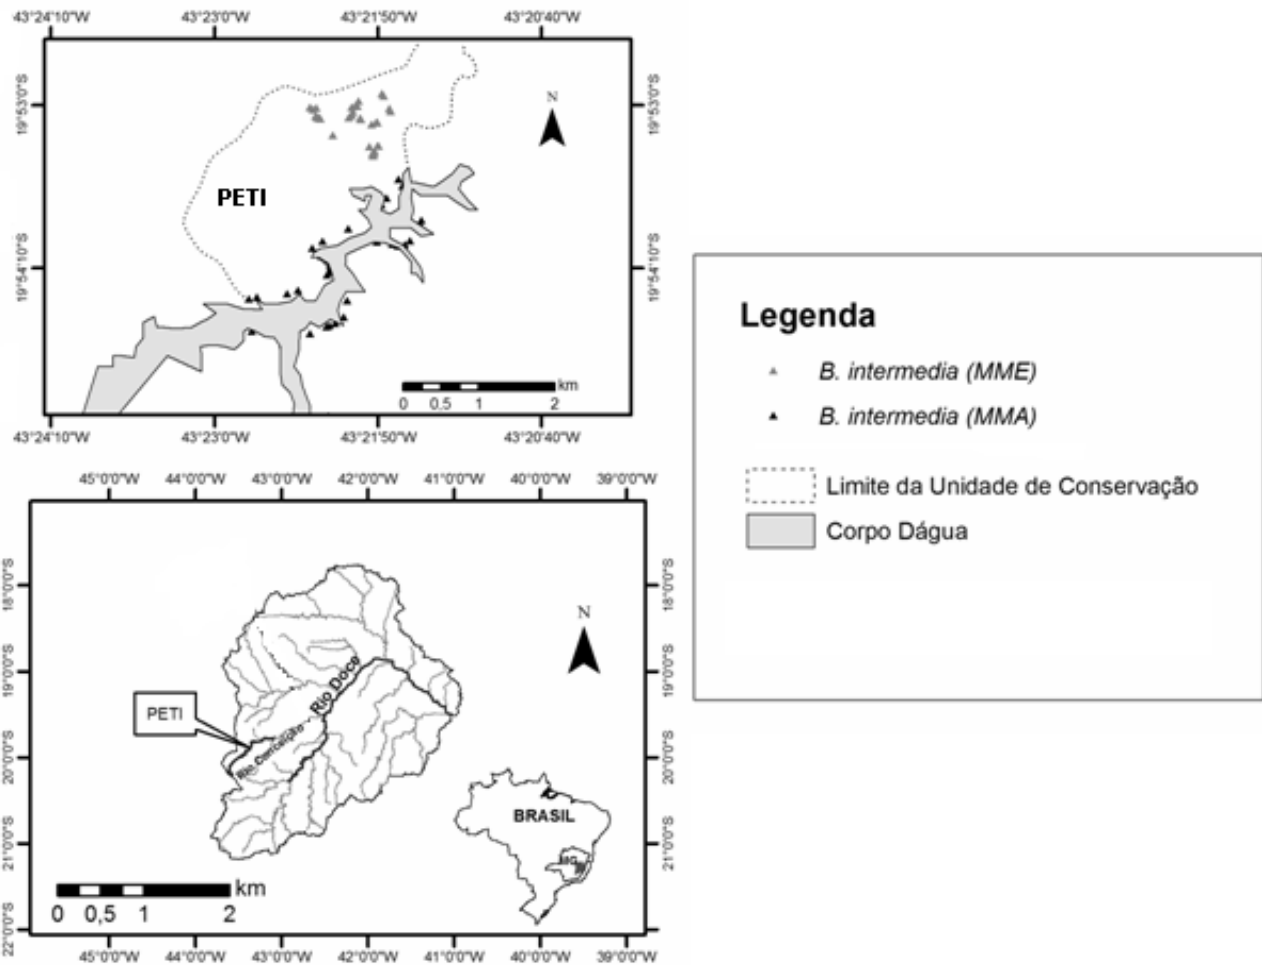 43°24'10"W 43°23'0"W 43°21'50"W 43°20'40"W
19°53'0"S
19°54'10"S
N
19°53'0"S
19°54'10"S
PETI
km
0 0.5 1 2
43°24'10"W 43°23'0"W 43°21'50"W 43°20'40"W
Legenda
B. intermedia (MME)
B. intermedia (MMA)
Limite da Unidade de Conservação
Corpo Dágua
45°0'0"W 44°0'0"W 43°0'0"W 42°0'0"W 41°0'0"W 40°0'0"W 39°0'0"W
18°0'0"S
19°0'0"S
20°0'0"S
21°0'0"S
22°0'0"S
N
18°0'0"S
19°0'0"S
20°0'0"S
21°0'0"S
22°0'0"S
Rio Doce
PETI
Rio Conceição
BRASIL
MG
km
0 0,5 1 2
45°0'0"W 44°0'0"W 43°0'0"W 42°0'0"W 41°0'0"W 40°0'0"W 39°0'0"W